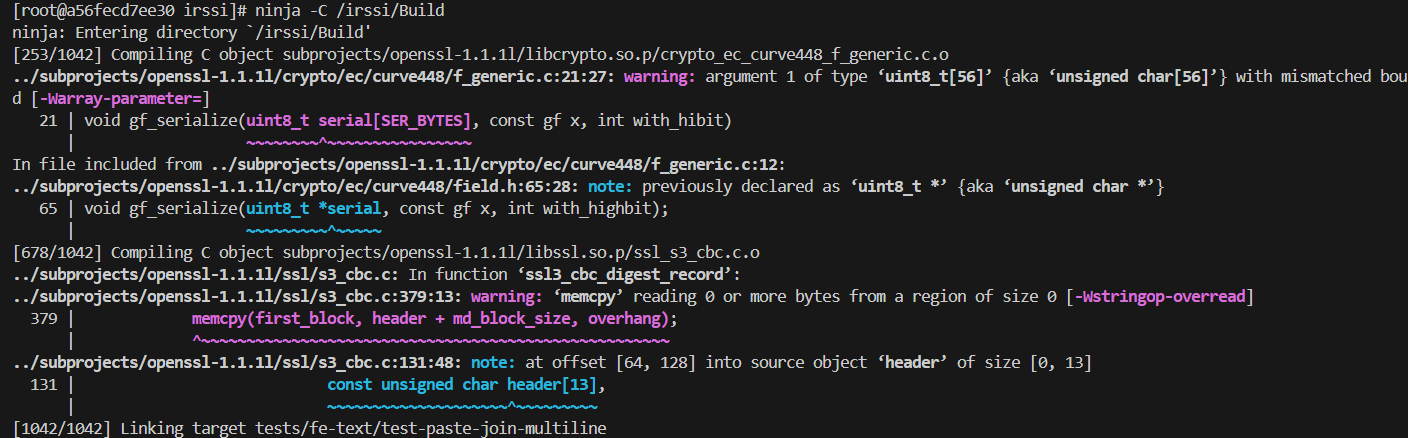 [root@a56fecd7ee30 irssi]# ninja -C /irssi/Build
ninja: Entering directory `/irssi/Build'
[253/1042] Compiling C object subprojects/openssl-1.1.1l/libcrypto.so.p/crypto_ec_curve448_f_generic.c.o
../subprojects/openssl-1.1.1l/crypto/ec/curve448/f_generic.c:21:27: warning: argument 1 of type ‘uint8_t[56]’ {aka ‘unsigned char[56]’} with mismatched bou
d [-Warray-parameter=]
   21 | void gf_serialize(uint8_t serial[SER_BYTES], const gf x, int with_hibit)
      |                   ~~~~~~~~^~~~~~~~~~~~~~~~~
In file included from ../subprojects/openssl-1.1.1l/crypto/ec/curve448/f_generic.c:12:
../subprojects/openssl-1.1.1l/crypto/ec/curve448/field.h:65:28: note: previously declared as ‘uint8_t *’ {aka ‘unsigned char *’}
   65 | void gf_serialize(uint8_t *serial, const gf x, int with_highbit);
      |                   ~~~~~~~~~^~~~~~
[678/1042] Compiling C object subprojects/openssl-1.1.1l/libssl.so.p/ssl_s3_cbc.c.o
../subprojects/openssl-1.1.1l/ssl/s3_cbc.c: In function ‘ssl3_cbc_digest_record’:
../subprojects/openssl-1.1.1l/ssl/s3_cbc.c:379:13: warning: ‘memcpy’ reading 0 or more bytes from a region of size 0 [-Wstringop-overread]
  379 |             memcpy(first_block, header + md_block_size, overhang);
      |             ^~~~~~~~~~~~~~~~~~~~~~~~~~~~~~~~~~~~~~~~~~~~~~~~~~~~~
../subprojects/openssl-1.1.1l/ssl/s3_cbc.c:131:48: note: at offset [64, 128] into source object ‘header’ of size [0, 13]
  131 |                            const unsigned char header[13],
      |                            ~~~~~~~~~~~~~~~~~~~~^~~~~~~~~~
[1042/1042] Linking target tests/fe-text/test-paste-join-multiline